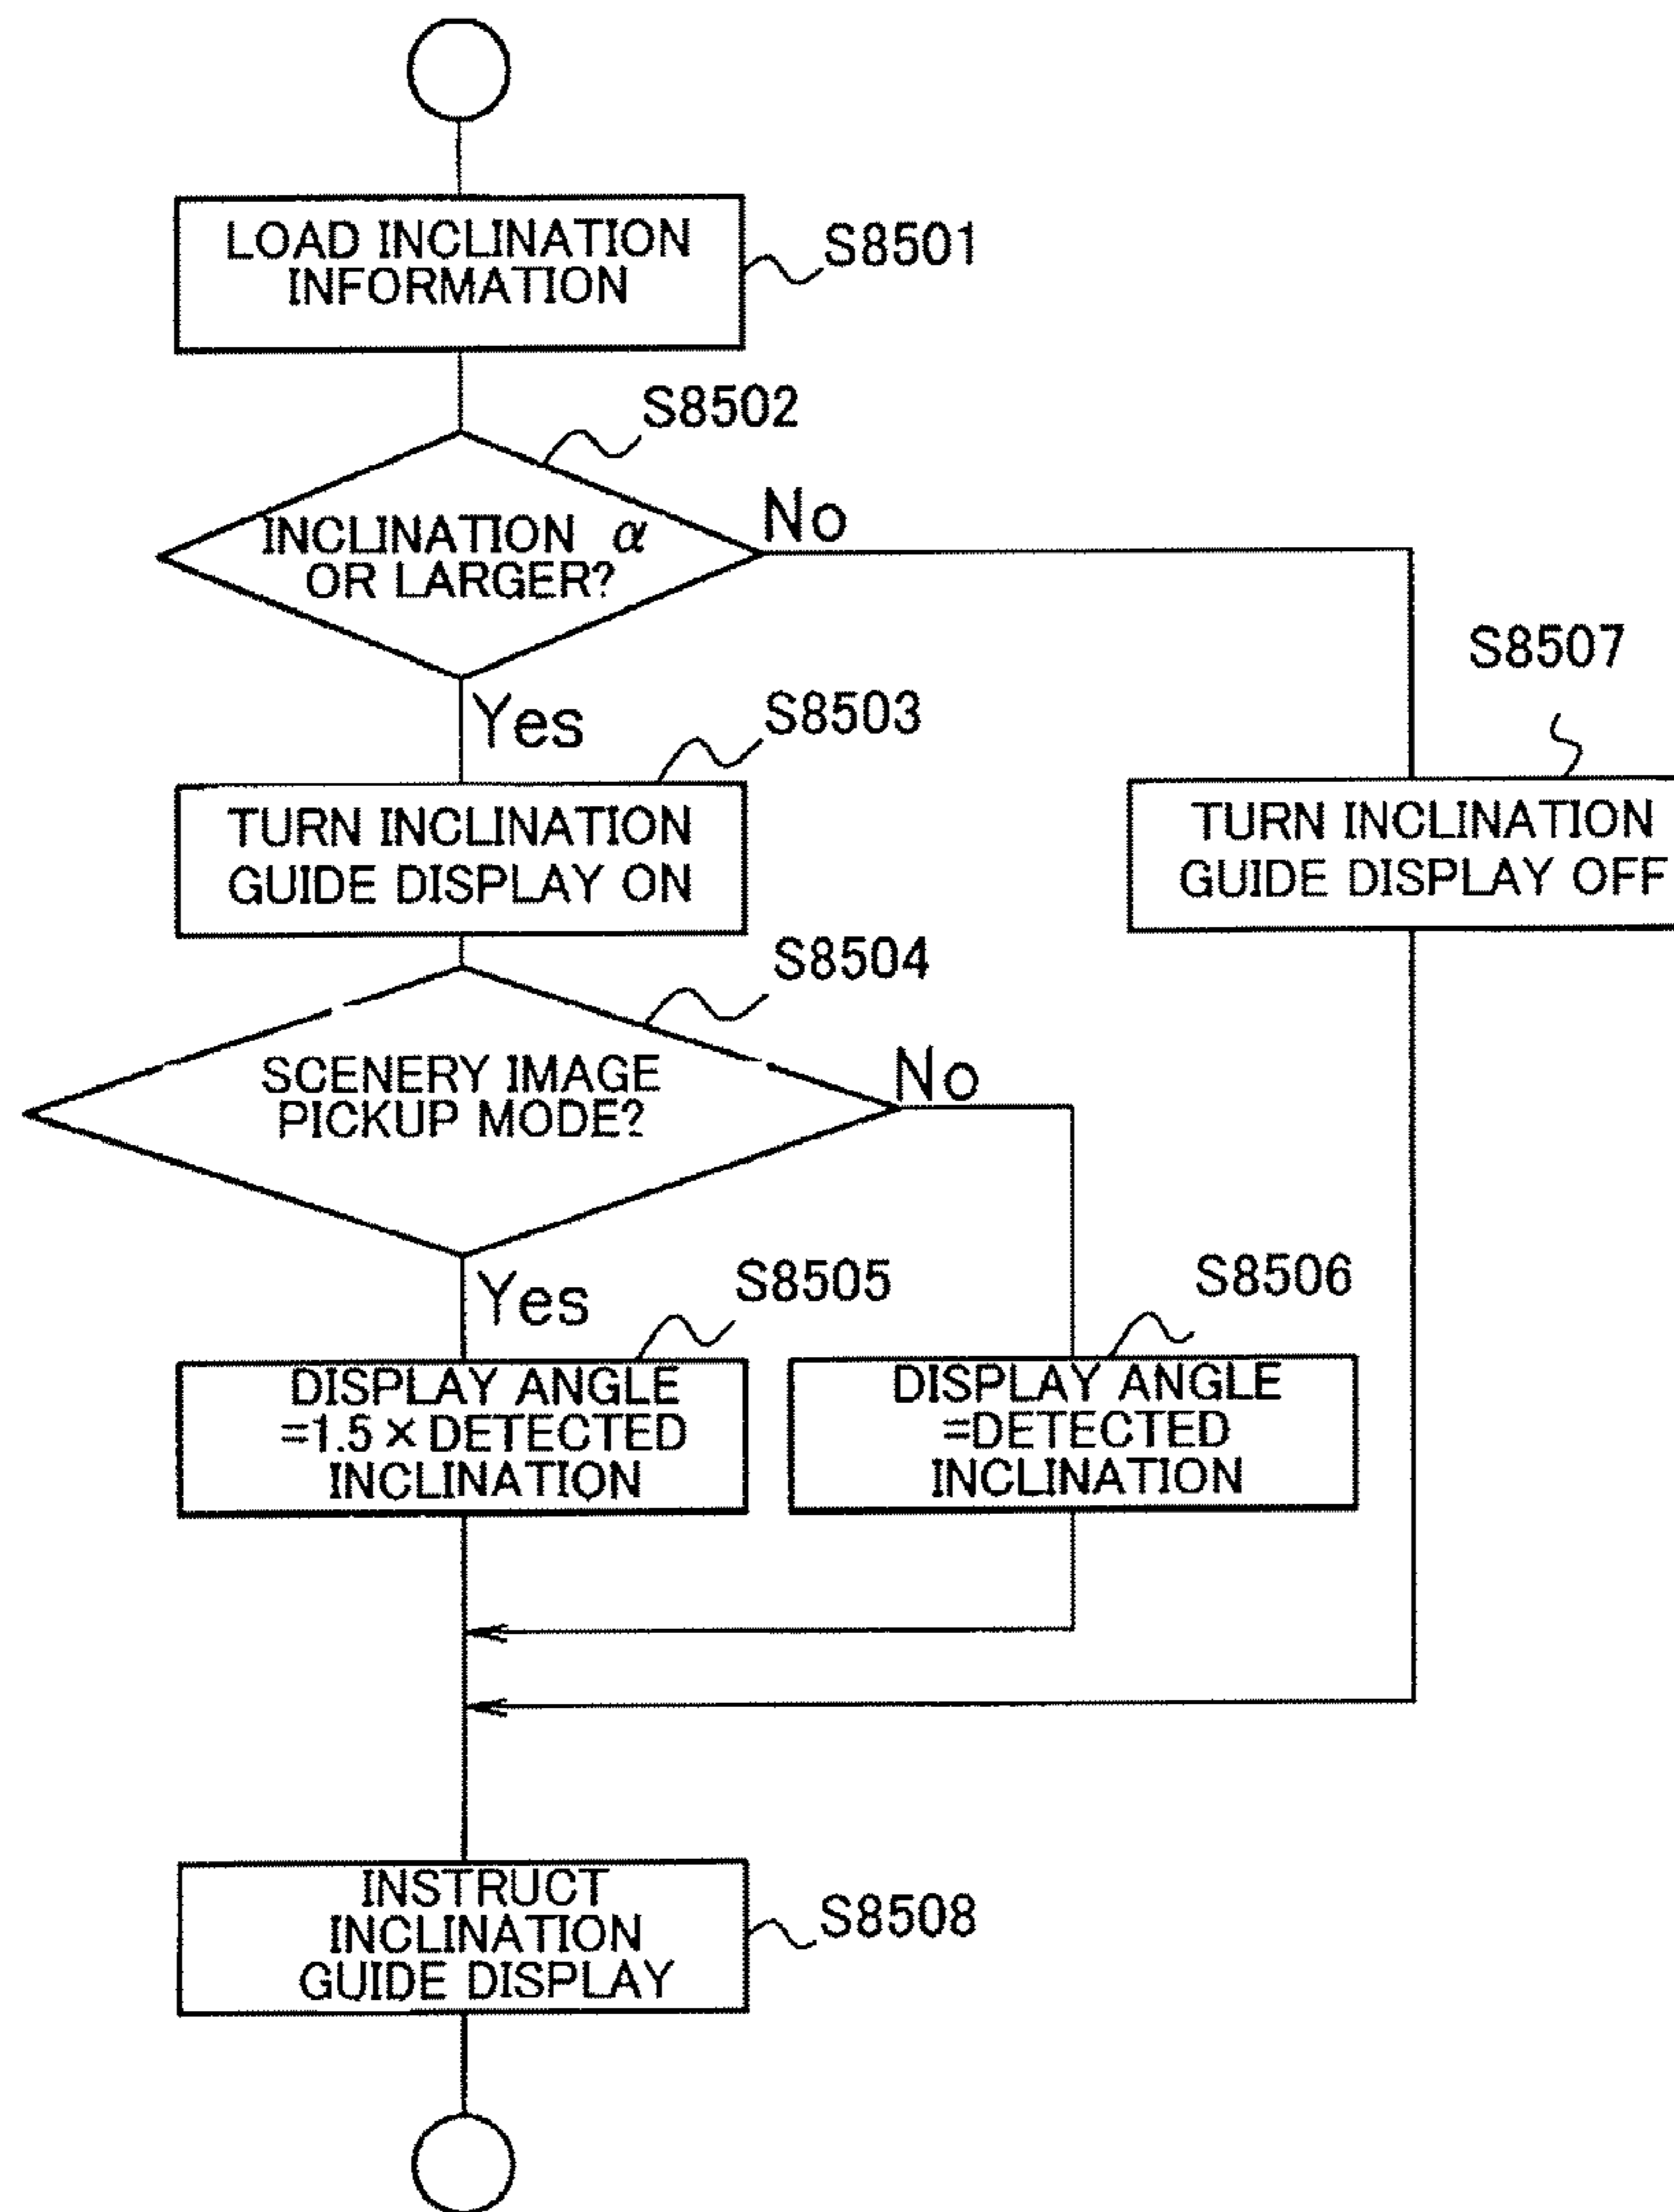 LOAD INCLINATION
INFORMATION
S8501
S8502
INCLINATION α
OR LARGER?
No
Yes
S8503
TURN INCLINATION
GUIDE DISPLAY ON
S8507
TURN INCLINATION
GUIDE DISPLAY OFF
S8504
SCENERY IMAGE
PICKUP MODE?
No
Yes
S8505
DISPLAY ANGLE
=1.5×DETECTED
INCLINATION
S8506
DISPLAY ANGLE
=DETECTED
INCLINATION
INSTRUCT
INCLINATION
GUIDE DISPLAY
S8508